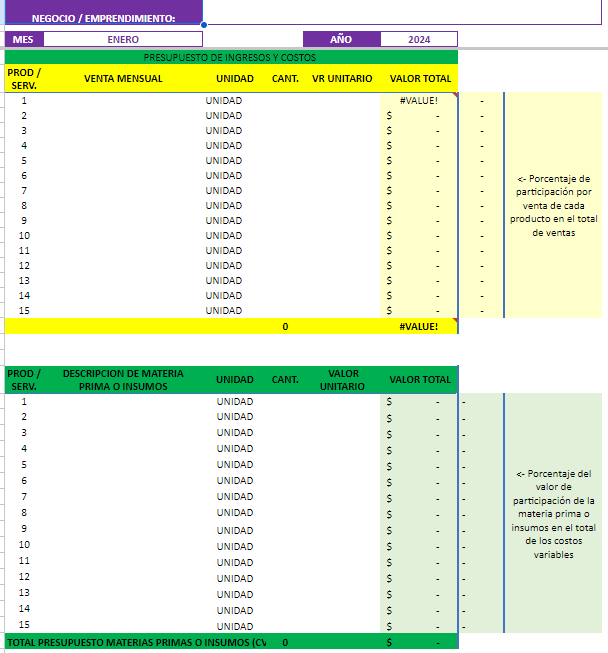 NEGOCIO / EMPRENDIMIENTO:
MES ENERO AÑO 2024
PRESUPUESTO DE INGRESOS Y COSTOS
PROD / SERV. VENTA MENSUAL UNIDAD CANT. VR UNITARIO VALOR TOTAL
1 UNIDAD #VALUE! -
2 UNIDAD $ - -
3 UNIDAD $ - -
4 UNIDAD $ - -
5 UNIDAD $ - -
6 UNIDAD $ - -
7 UNIDAD $ - -
8 UNIDAD $ - -
9 UNIDAD $ - -
10 UNIDAD $ - -
11 UNIDAD $ - -
12 UNIDAD $ - -
13 UNIDAD $ - -
14 UNIDAD $ - -
15 UNIDAD $ - -
<- Porcentaje de
participación por
venta de cada
producto en el total
de ventas
0 #VALUE!
PROD / SERV. DESCRIPCION DE MATERIA PRIMA O INSUMOS UNIDAD CANT. VALOR UNITARIO VALOR TOTAL
1 UNIDAD $ - -
2 UNIDAD $ - -
3 UNIDAD $ - -
4 UNIDAD $ - -
5 UNIDAD $ - -
6 UNIDAD $ - -
7 UNIDAD $ - -
8 UNIDAD $ - -
9 UNIDAD $ - -
10 UNIDAD $ - -
11 UNIDAD $ - -
12 UNIDAD $ - -
13 UNIDAD $ - -
14 UNIDAD $ - -
15 UNIDAD $ - -
<- Porcentaje del
valor de
participación de la
materia prima o
insumos en el total
de los costos
variables
TOTAL PRESUPUESTO MATERIAS PRIMAS O INSUMOS (CV 0 $ -